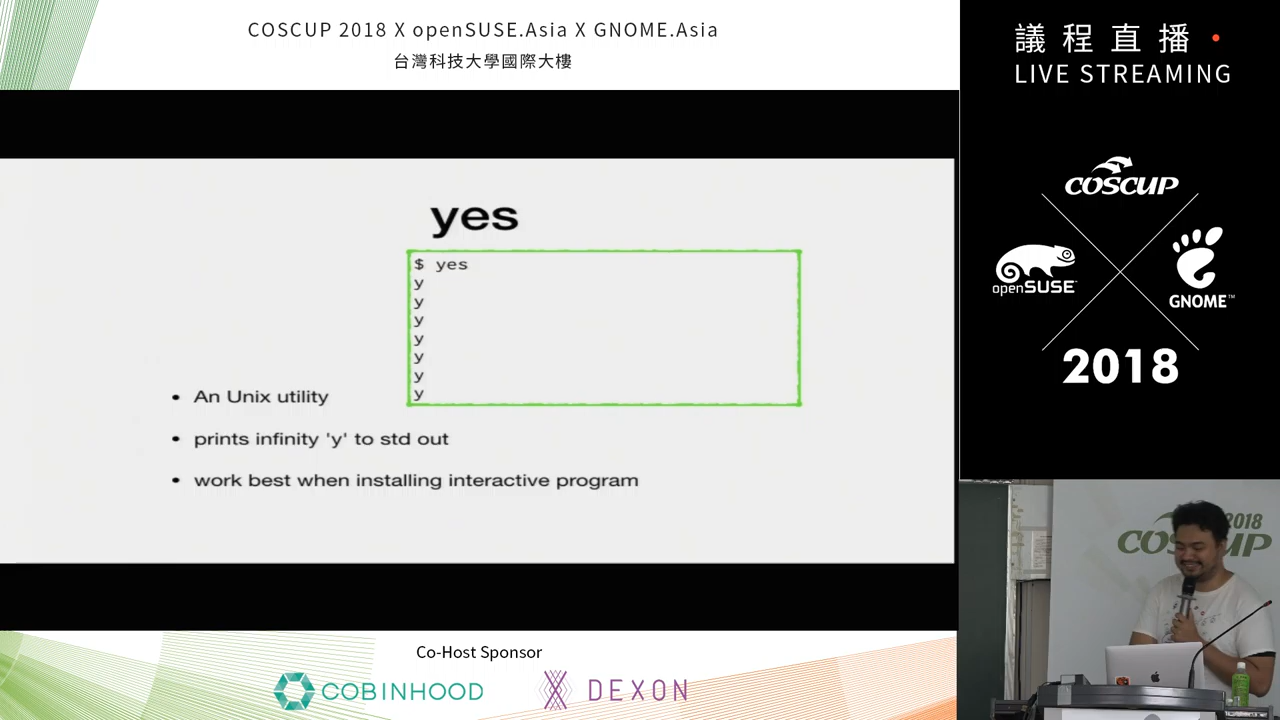 COSCUP 2018 X openSUSE.Asia X GNOME.Asia
台灣科技大學國際大樓
議程直播
LIVE STREAMING
yes
$ yes
y
y
y
y
y
y
y
• An Unix utility
• prints infinity 'y' to std out
• work best when installing interactive program
COSCUP
openSUSE
GNOME™
2018
2018
COSCUP
Co-Host Sponsor
COBINHOOD
DEXON